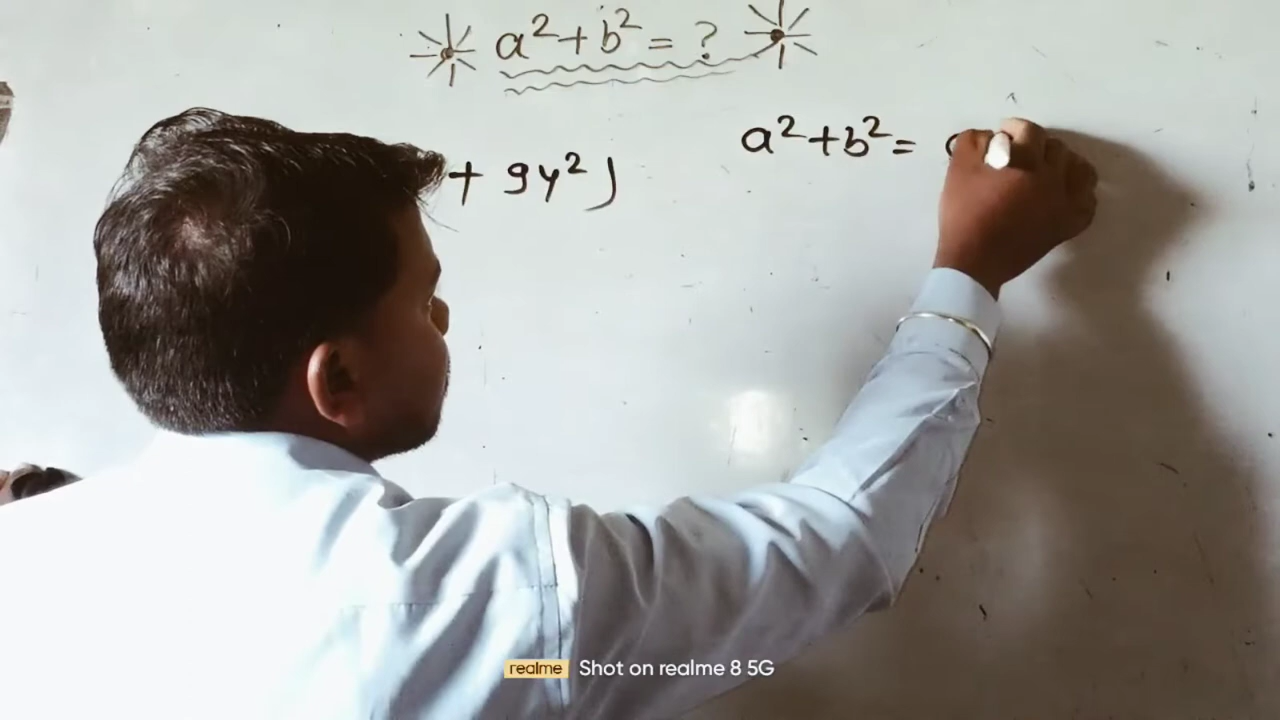 a²+b² = ?
a²+b² =
+ 9y² )
realme Shot on realme 8 5G